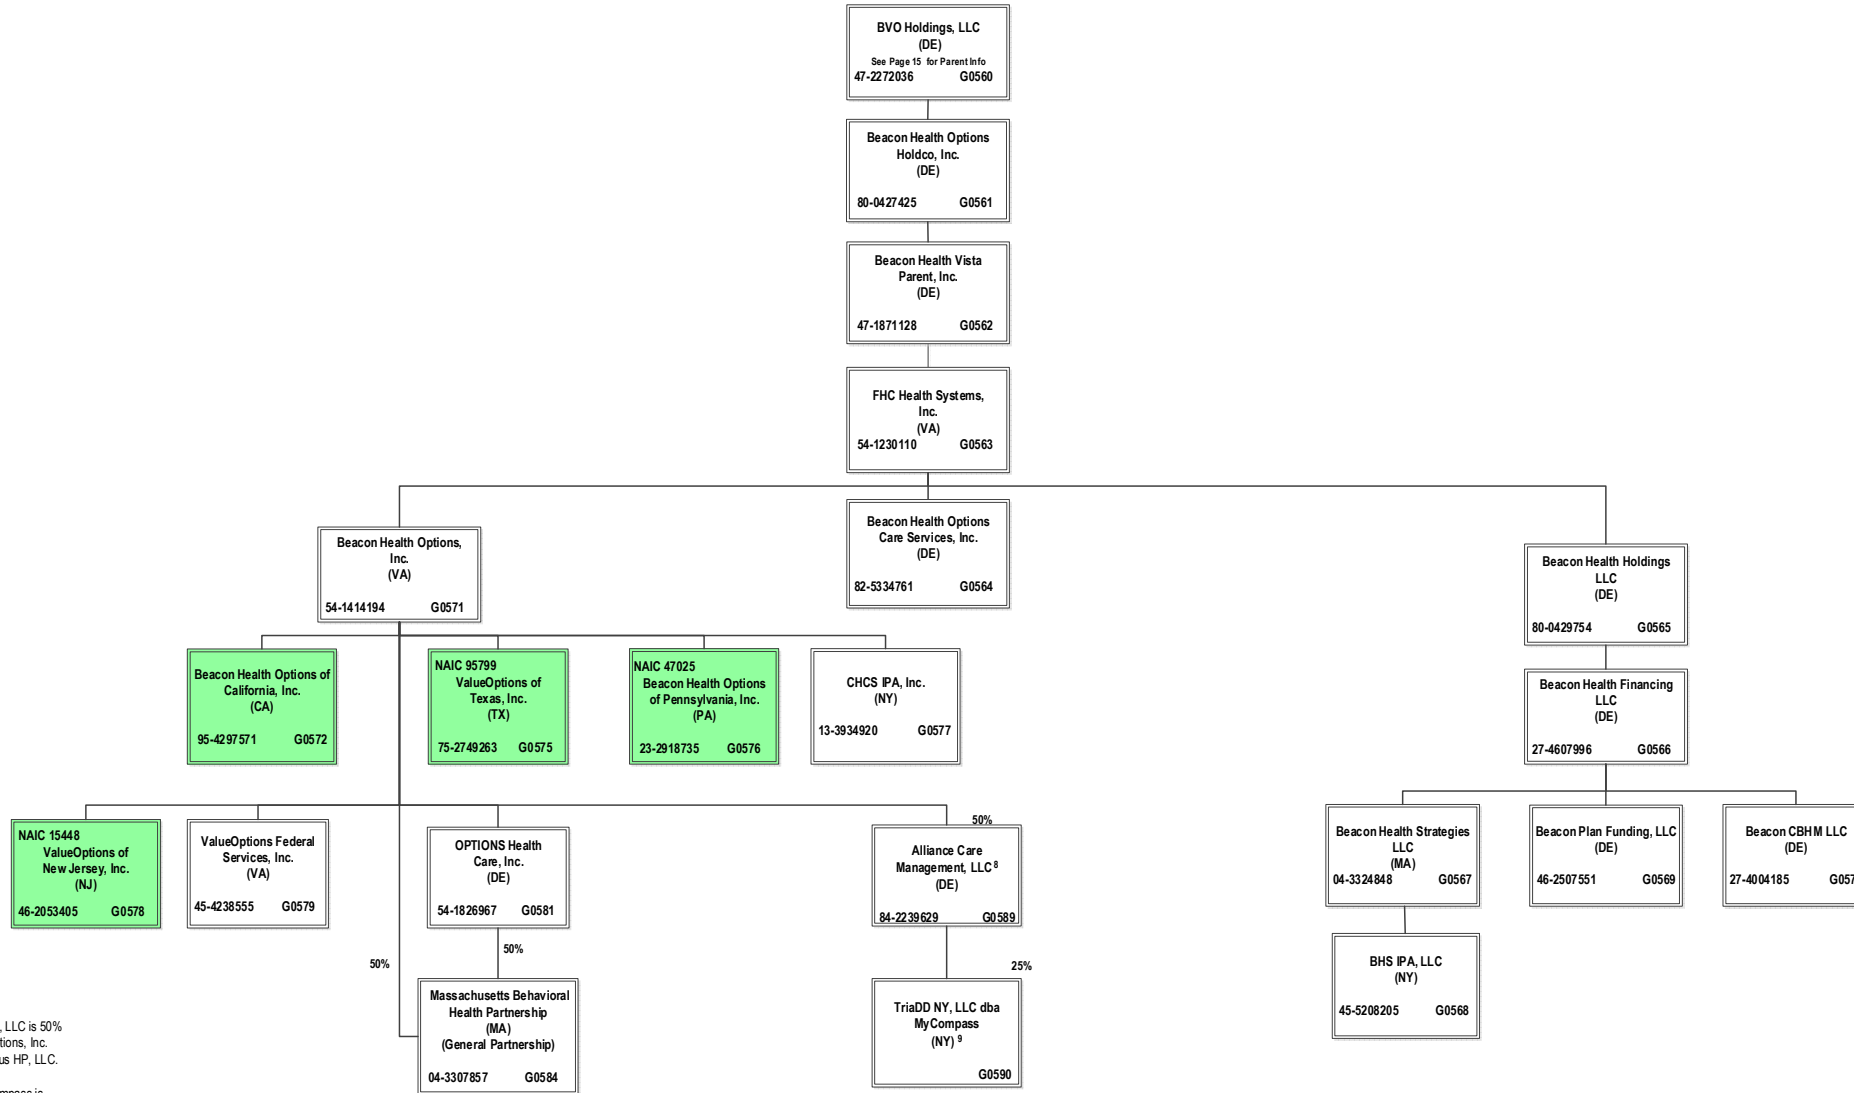 BVO Holdings, LLC
(DE)
See Page 15 for Parent Info
47-2272036 G0560
Beacon Health Options
Holdco, Inc.
(DE)
80-0427425 G0561
Beacon Health Vista
Parent, Inc.
(DE)
47-1871128 G0562
FHC Health Systems,
Inc.
(VA)
54-1230110 G0563
Beacon Health Options,
Inc.
(VA)
54-1414194 G0571
Beacon Health Options
Care Services, Inc.
(DE)
82-5334761 G0564
Beacon Health Holdings
LLC
(DE)
80-0429754 G0565
Beacon Health Options of
California, Inc.
(CA)
95-4297571 G0572
NAIC 95799
ValueOptions of
Texas, Inc.
(TX)
75-2749263 G0575
NAIC 47025
Beacon Health Options
of Pennsylvania, Inc.
(PA)
23-2918735 G0576
CHCS IPA, Inc.
(NY)
13-3934920 G0577
Beacon Health Financing
LLC
(DE)
27-4607996 G0566
NAIC 15448
ValueOptions of
New Jersey, Inc.
(NJ)
46-2053405 G0578
ValueOptions Federal
Services, Inc.
(VA)
45-4238555 G0579
OPTIONS Health
Care, Inc.
(DE)
54-1826967 G0581
50%
Alliance Care
Management, LLC 8
(DE)
84-2239629 G0589
Beacon Health Strategies
LLC
(MA)
04-3324848 G0567
Beacon Plan Funding, LLC
(DE)
46-2507551 G0569
Beacon CBHM LLC
(DE)
27-4004185 G057
50%
50%
25%
Massachusetts Behavioral
Health Partnership
(MA)
(General Partnership)
04-3307857 G0584
TriaDD NY, LLC dba
MyCompass
(NY) 9
G0590
BHS IPA, LLC
(NY)
45-5208205 G0568
, LLC is 50%
tions, Inc.
us HP, LLC.